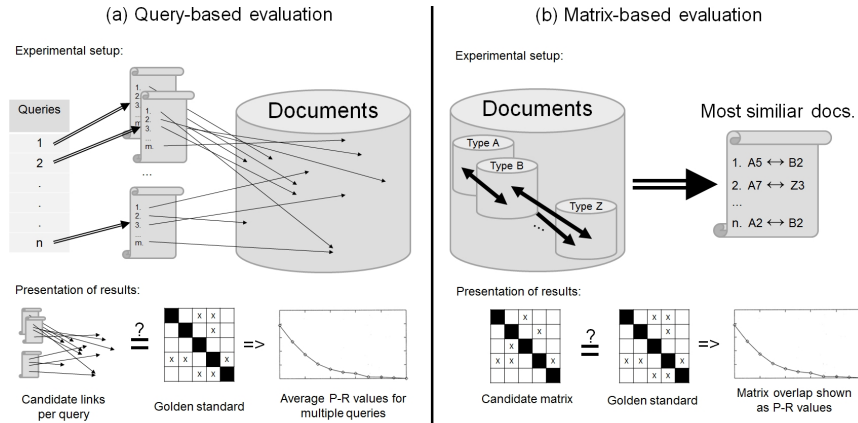 (a) Query-based evaluation
Experimental setup:
Queries
1
2
.
.
.
n
1.
2.
3.
...
m.
1.
2.
3.
...
m.
...
1.
2.
3.
...
m.
Documents
Presentation of results:
?
=
x x
x
x
x x x
x
=>
Candidate links
per query
Golden standard
Average P-R values for
multiple queries
(b) Matrix-based evaluation
Experimental setup:
Documents
Type A
Type B
...
Type Z
Most similiar docs.
1. A5 ↔ B2
2. A7 ↔ Z3
...
n. A2 ↔ B2
Presentation of results:
?
=
=>
Candidate matrix
Golden standard
Matrix overlap shown
as P-R values